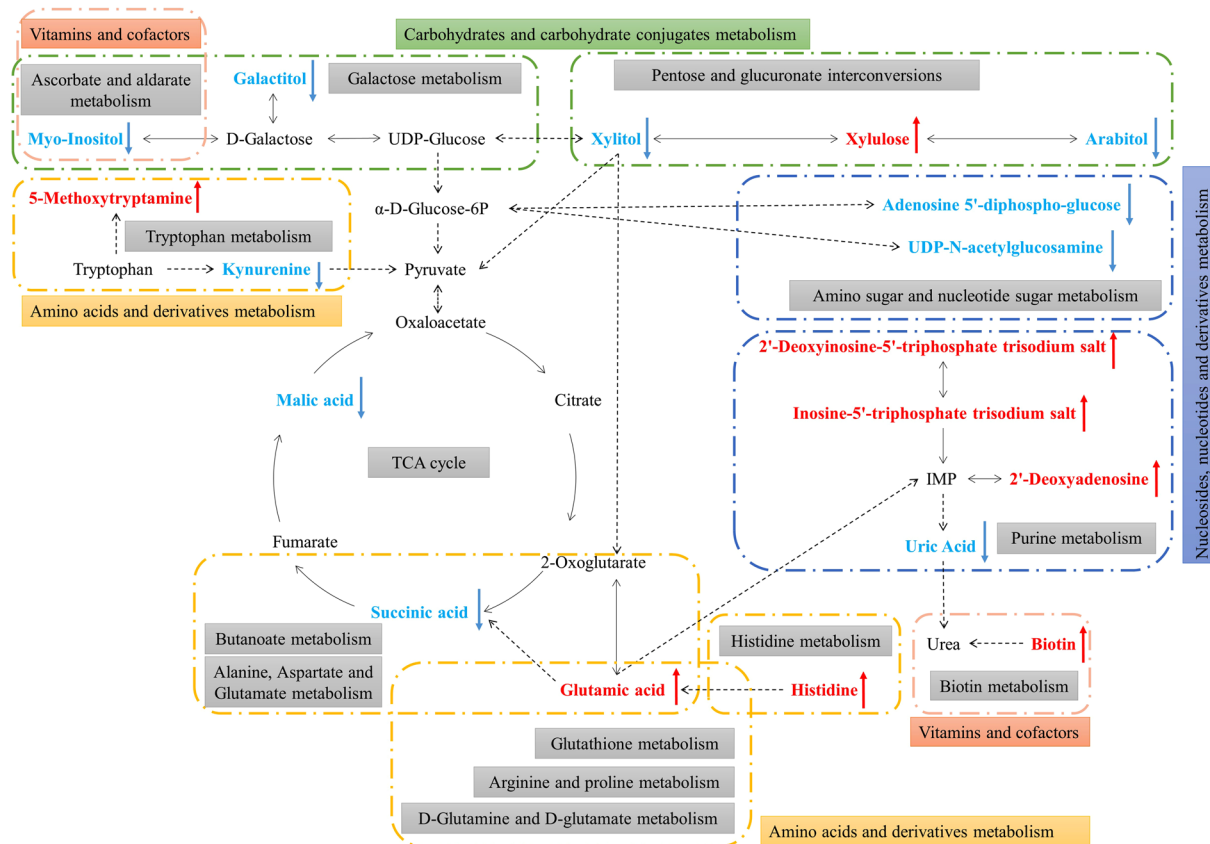 Vitamins and cofactors
Carbohydrates and carbohydrate conjugates metabolism
Ascorbate and aldarate
metabolism
Galactitol
Galactose metabolism
Pentose and glucuronate interconversions
Myo-Inositol
D-Galactose
UDP-Glucose
Xylitol
Xylulose
Arabitol
5-Methoxytryptamine
α-D-Glucose-6P
Adenosine 5'-diphospho-glucose
Tryptophan metabolism
UDP-N-acetylglucosamine
Tryptophan
Kynurenine
Pyruvate
Amino sugar and nucleotide sugar metabolism
Amino acids and derivatives metabolism
Oxaloacetate
Nucleosides, nucleotides and derivatives metabolism
2'-Deoxyinosine-5'-triphosphate trisodium salt
Malic acid
Citrate
Inosine-5'-triphosphate trisodium salt
TCA cycle
IMP
2'-Deoxyadenosine
Fumarate
Uric Acid
Purine metabolism
2-Oxoglutarate
Succinic acid
Butanoate metabolism
Histidine metabolism
Urea
Biotin
Alanine, Aspartate and
Glutamate metabolism
Glutamic acid
Histidine
Biotin metabolism
Vitamins and cofactors
Glutathione metabolism
Arginine and proline metabolism
D-Glutamine and D-glutamate metabolism
Amino acids and derivatives metabolism